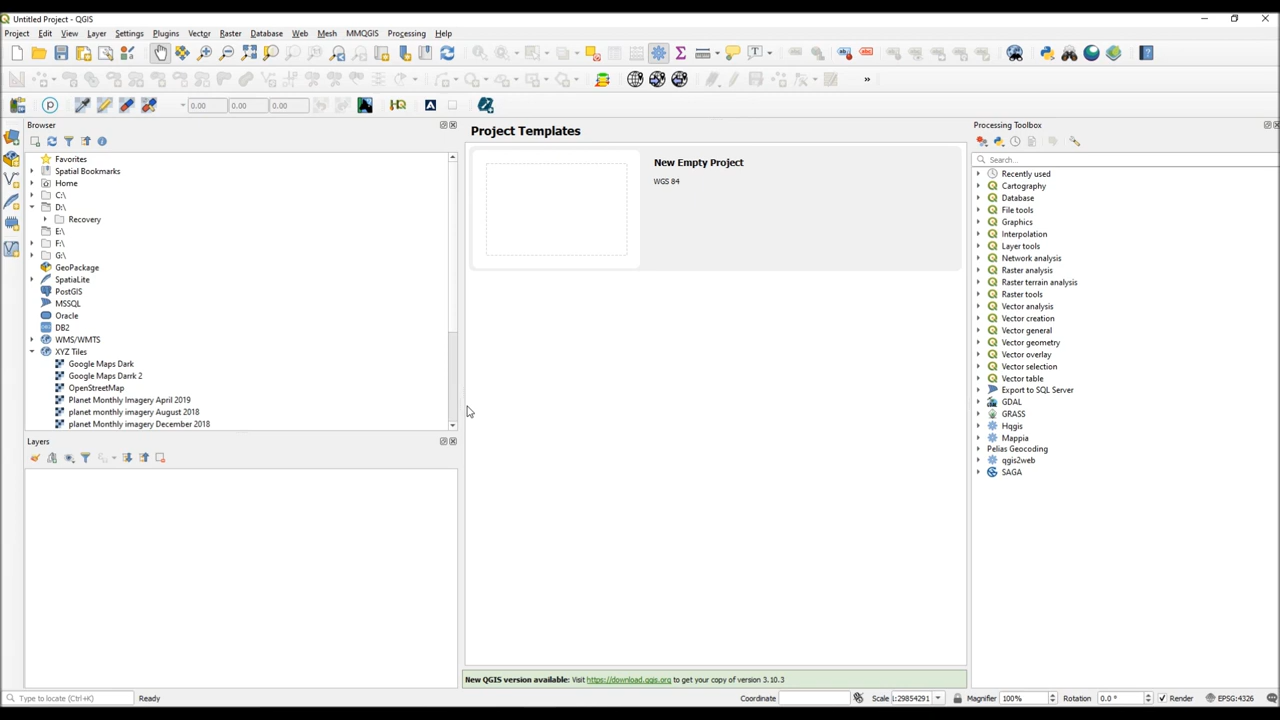 Untitled Project - QGIS
Project Edit View Layer Settings Plugins Vector Raster Database Web Mesh MMQGIS Processing Help
0.00 0.00 0.00
Browser
Favorites
Spatial Bookmarks
Home
C:\
D:\
Recovery
E:\
F:\
G:\
GeoPackage
SpatiaLite
PostGIS
MSSQL
Oracle
DB2
WMS/WMTS
XYZ Tiles
Google Maps Dark
Google Maps Darrk 2
OpenStreetMap
Planet Monthly Imagery April 2019
planet monthly imagery August 2018
planet Monthly imagery December 2018
Layers
Project Templates
New Empty Project
WGS 84
New QGIS version available: Visit https://download.qgis.org to get your copy of version 3.10.3
Processing Toolbox
Search...
Recently used
Cartography
Database
File tools
Graphics
Interpolation
Layer tools
Network analysis
Raster analysis
Raster terrain analysis
Raster tools
Vector analysis
Vector creation
Vector general
Vector geometry
Vector overlay
Vector selection
Vector table
Export to SQL Server
GDAL
GRASS
Hqgis
Mappia
Pelias Geocoding
qgis2web
SAGA
Type to locate (Ctrl+K) Ready Coordinate Scale 1:29854291 Magnifier 100% Rotation 0.0 ° Render EPSG:4326